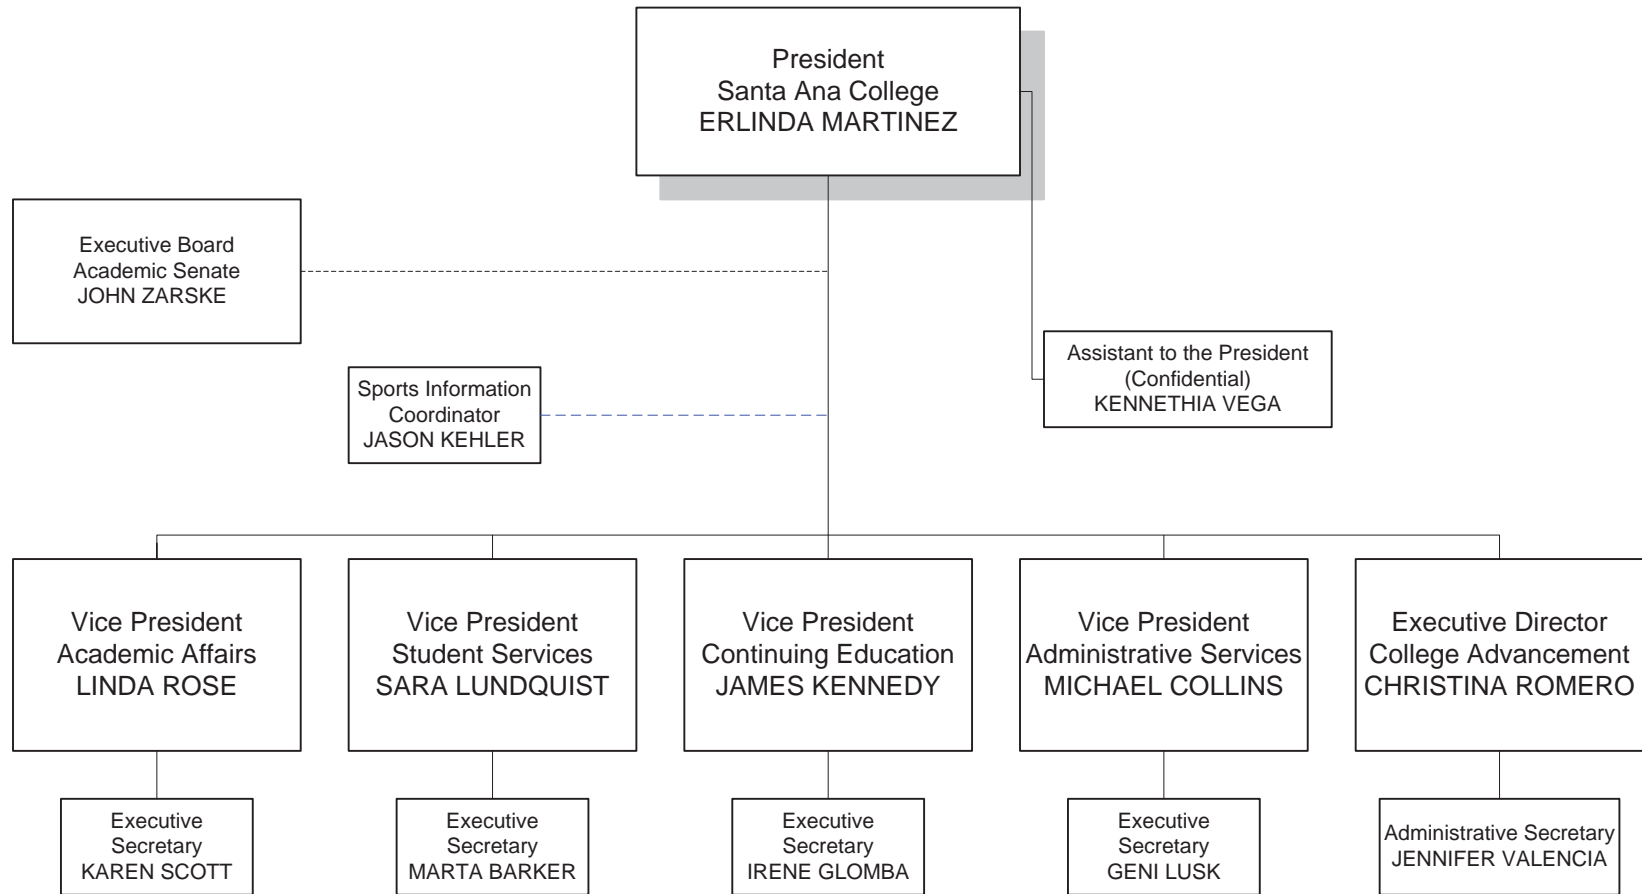 President
Santa Ana College
ERLINDA MARTINEZ
Executive Board
Academic Senate
JOHN ZARSKE
Assistant to the President
(Confidential)
KENNETHIA VEGA
Sports Information
Coordinator
JASON KEHLER
Vice President
Academic Affairs
LINDA ROSE
Vice President
Student Services
SARA LUNDQUIST
Vice President
Continuing Education
JAMES KENNEDY
Vice President
Administrative Services
MICHAEL COLLINS
Executive Director
College Advancement
CHRISTINA ROMERO
Executive
Secretary
KAREN SCOTT
Executive
Secretary
MARTA BARKER
Executive
Secretary
IRENE GLOMBA
Executive
Secretary
GENI LUSK
Administrative Secretary
JENNIFER VALENCIA